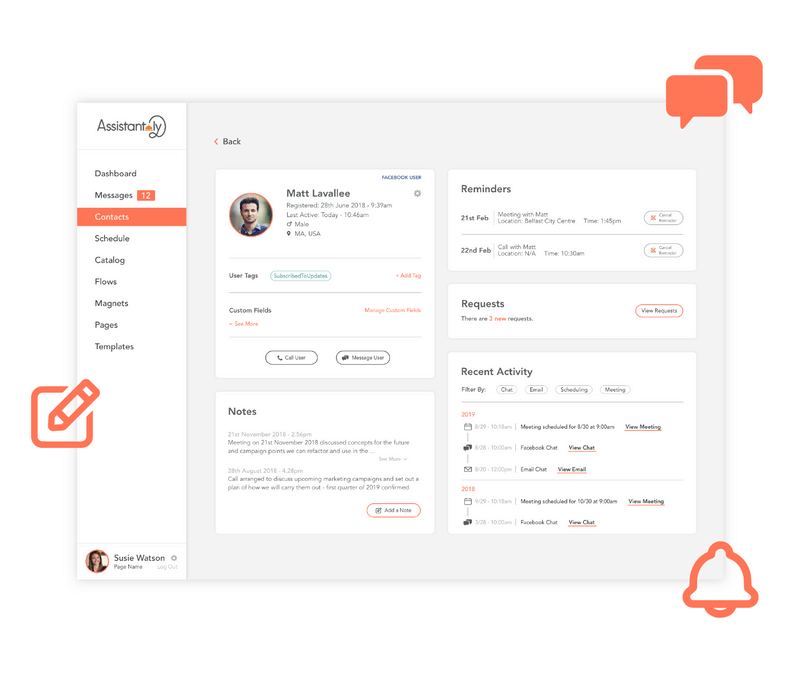 Assistantly
Dashboard
Messages 12
Contacts
Schedule
Catalog
Flows
Magnets
Pages
Templates
Susie Watson
Page Name Log Out
Back
FACEBOOK USER
Matt Lavallee
Registered: 28th June 2018 - 9:39am
Last Active: Today - 10:46am
Male
MA, USA
User Tags SubscribedToUpdates + Add Tag
Custom Fields Manage Custom Fields
+ See More
Call User Message User
Notes
21st November 2018 - 2.56pm
Meeting on 21st November 2018 discussed concepts for the future
and campaign points we can refactor and use in the ...
See More
28th August 2018 - 4.28pm
Call arranged to discuss upcoming marketing campaigns and set out a
plan of how we will carry them out - first quarter of 2019 confirmed.
Add a Note
Reminders
21st Feb Meeting with Matt
Location: Belfast City Centre Time: 1:45pm
Cancel
Reminder
22nd Feb Call with Matt
Location: N/A Time: 10:30am
Cancel
Reminder
Requests
There are 3 new requests.
View Requests
Recent Activity
Filter By: Chat Email Scheduling Meeting
2019
8/29 - 10:18am Meeting scheduled for 8/30 at 9:00am View Meeting
8/28 - 10:00am Facebook Chat View Chat
8/20 - 12:00pm Email Chat View Email
2018
9/29 - 10:18am Meeting scheduled for 10/30 at 9:00am View Meeting
3/28 - 10:00am Facebook Chat View Chat